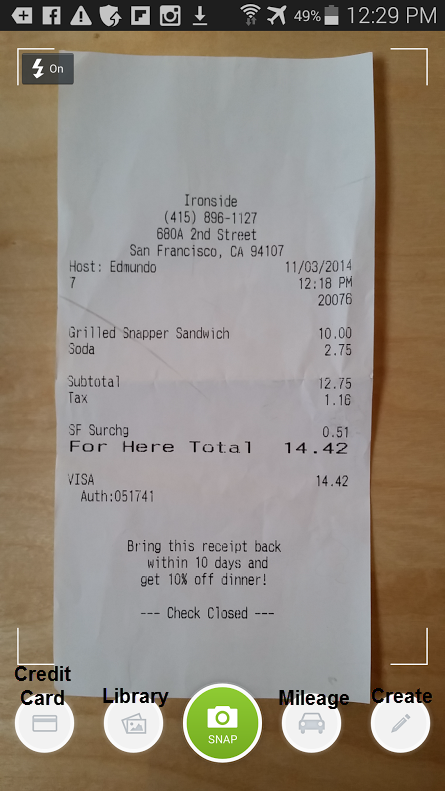 49% 12:29 PM
On
Ironside
(415) 896-1127
680A 2nd Street
San Francisco, CA 94107
Host: Edmundo 11/03/2014
7 12:18 PM
20076
Grilled Snapper Sandwich 10.00
Soda 2.75
Subtotal 12.75
Tax 1.16
SF Surchg 0.51
For Here Total 14.42
VISA 14.42
Auth:051741
Bring this receipt back
within 10 days and
get 10% off dinner!
--- Check Closed ---
Credit
Card Library Mileage Create
SNAP